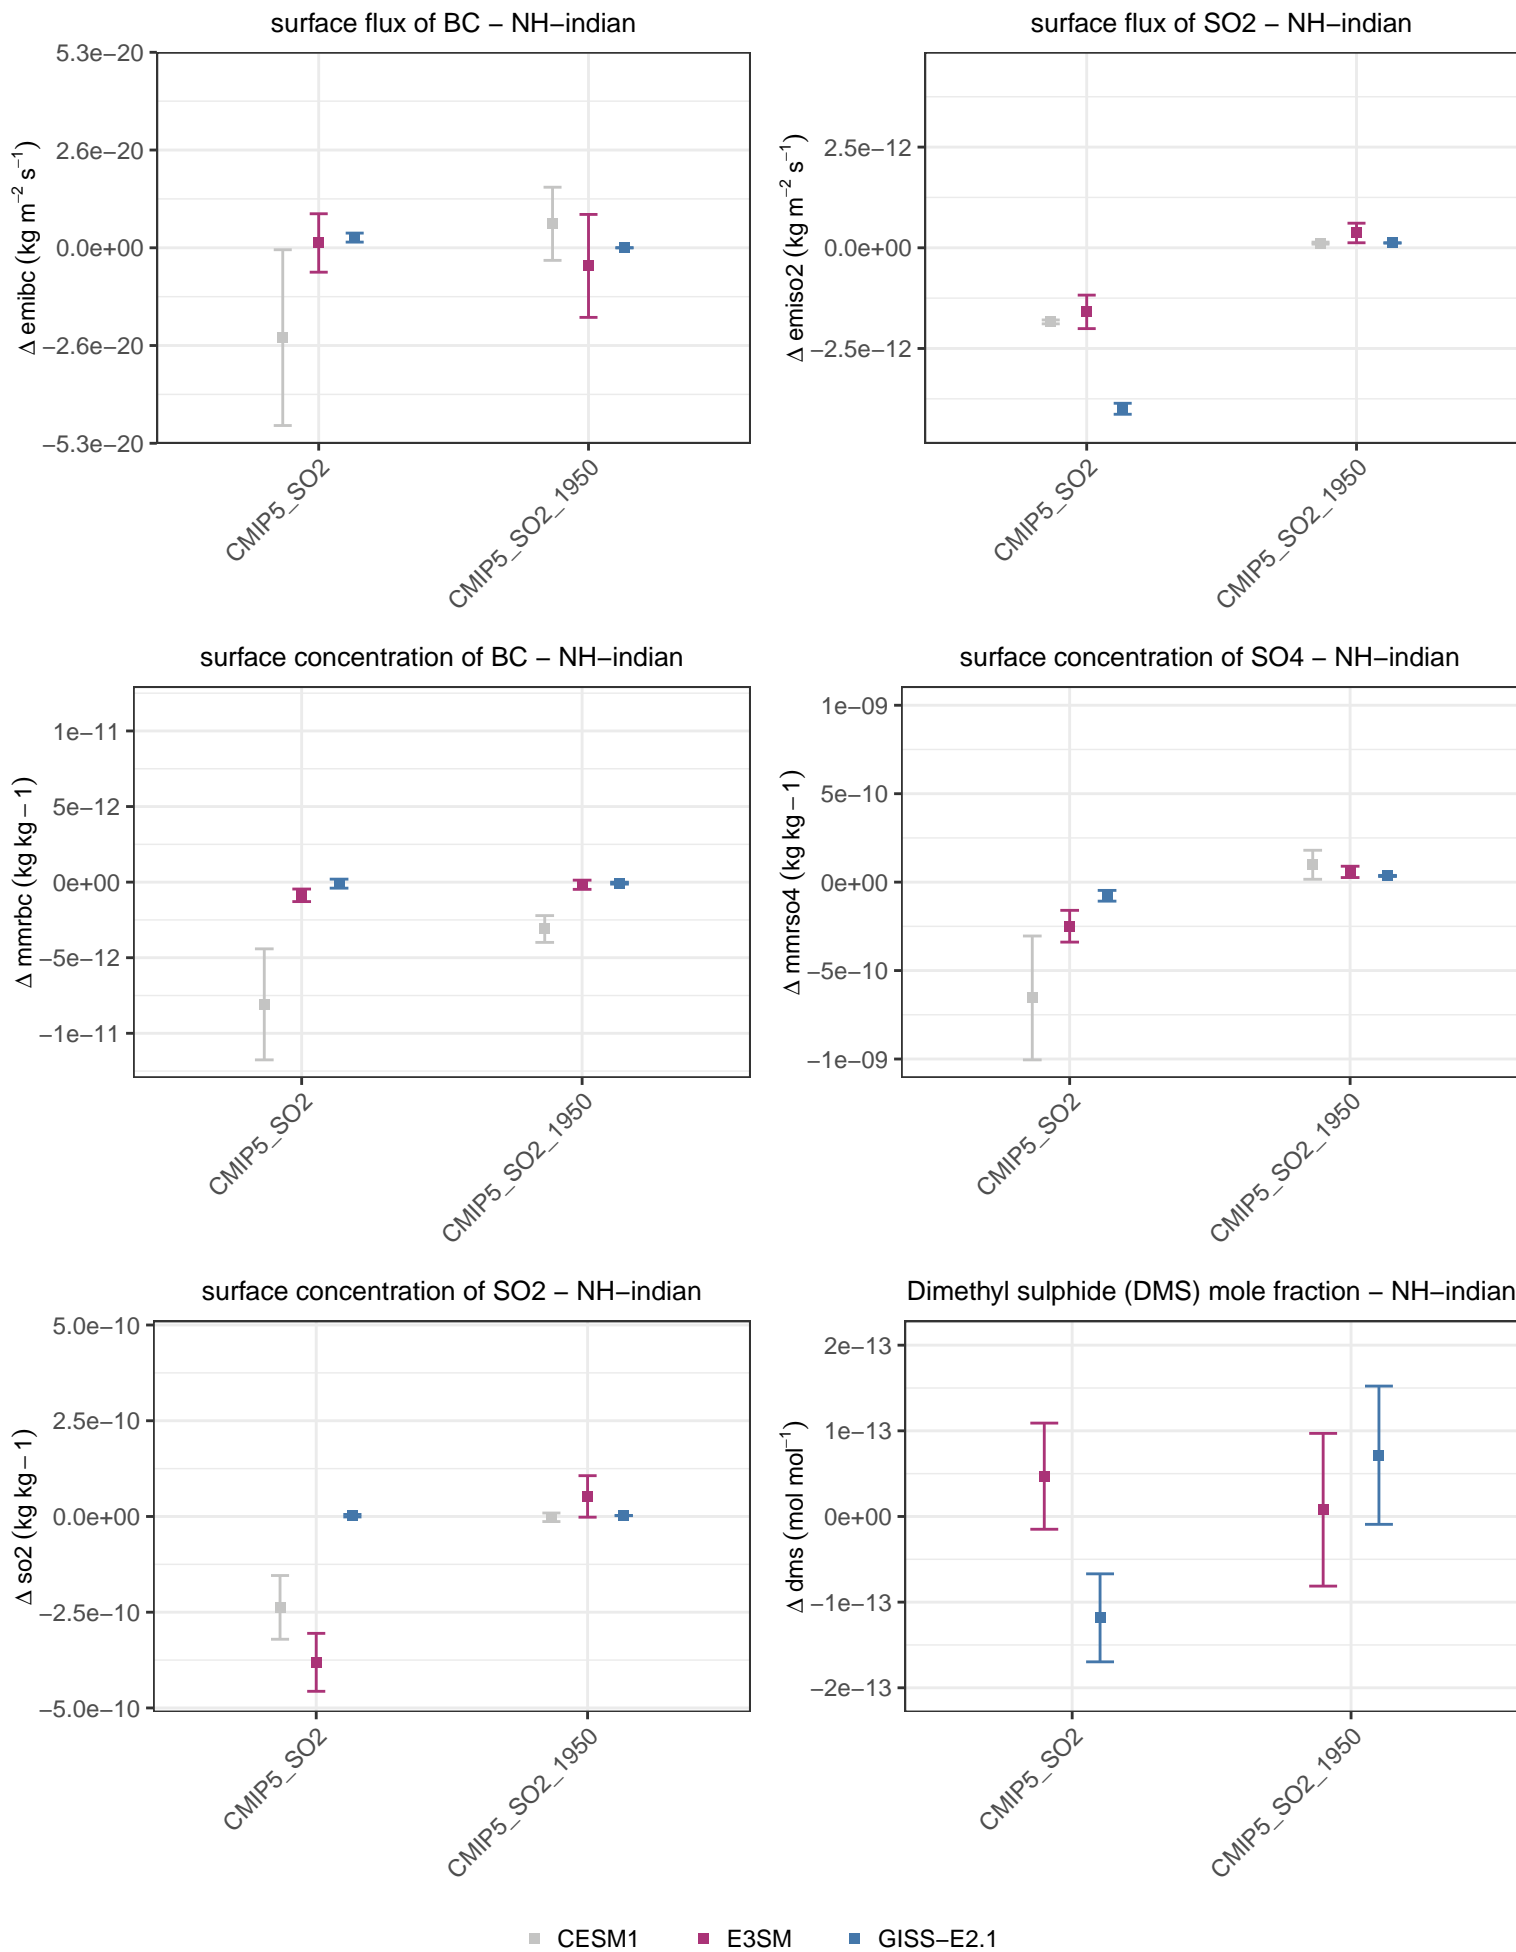 surface flux of BC − NH−indian
5.3e−20
2.6e−20
0.0e+00
−2.6e−20
−5.3e−20
Δ emibc (kg m−2 s−1)
CMIP5_SO2
CMIP5_SO2_1950
surface flux of SO2 − NH−indian
2.5e−12
0.0e+00
−2.5e−12
Δ emiso2 (kg m−2 s−1)
CMIP5_SO2
CMIP5_SO2_1950
surface concentration of BC − NH−indian
1e−11
5e−12
0e+00
−5e−12
−1e−11
Δ mmrbc (kg kg − 1)
CMIP5_SO2
CMIP5_SO2_1950
surface concentration of SO4 − NH−indian
1e−09
5e−10
0e+00
−5e−10
−1e−09
Δ mmrso4 (kg kg − 1)
CMIP5_SO2
CMIP5_SO2_1950
surface concentration of SO2 − NH−indian
5.0e−10
2.5e−10
0.0e+00
−2.5e−10
−5.0e−10
Δ so2 (kg kg − 1)
CMIP5_SO2
CMIP5_SO2_1950
Dimethyl sulphide (DMS) mole fraction − NH−indian
2e−13
1e−13
0e+00
−1e−13
−2e−13
Δ dms (mol mol−1)
CMIP5_SO2
CMIP5_SO2_1950
CESM1 E3SM GISS−E2.1